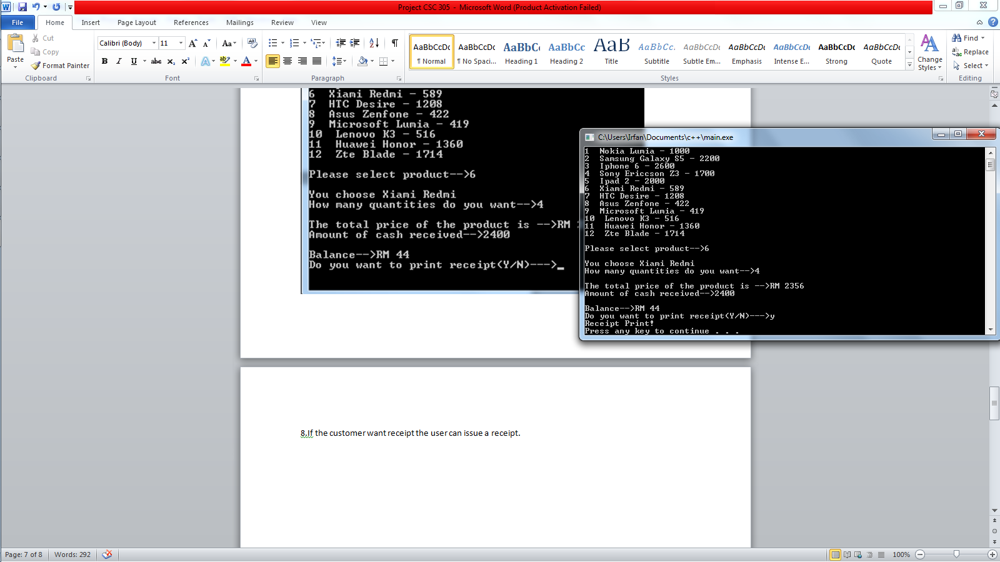 Project CSC 305 - Microsoft Word (Product Activation Failed)
File Home Insert Page Layout References Mailings Review View
Paste
Cut
Copy
Format Painter
Clipboard
Calibri (Body) 11
Font
Paragraph
AaBbCcDc AaBbCcDc AaBbCc AaBbCc AaB AaBbCc. AaBbCcDc AaBbCcDc AaBbCcDc AaBbCcDc AaBbCcDc
¶ Normal ¶ No Spaci... Heading 1 Heading 2 Title Subtitle Subtle Em... Emphasis Intense E... Strong Quote
Styles
Change Styles
Find
Replace
Select
Editing
6 Xiami Redmi - 589
7 HTC Desire - 1208
8 Asus Zenfone - 422
9 Microsoft Lumia - 419
10 Lenovo K3 - 516
11 Huawei Honor - 1360
12 Zte Blade - 1714
Please select product-->6
You choose Xiami Redmi
How many quantities do you want-->4
The total price of the product is -->RM
Amount of cash received-->2400
Balance-->RM 44
Do you want to print receipt(Y/N)--->_
C:\Users\Irfan\Documents\c++\main.exe
1 Nokia Lumia - 1000
2 Samsung Galaxy S5 - 2200
3 Iphone 6 - 2600
4 Sony Ericcson Z3 - 1700
5 Ipad 2 - 2000
6 Xiami Redmi - 589
7 HTC Desire - 1208
8 Asus Zenfone - 422
9 Microsoft Lumia - 419
10 Lenovo K3 - 516
11 Huawei Honor - 1360
12 Zte Blade - 1714
Please select product-->6
You choose Xiami Redmi
How many quantities do you want-->4
The total price of the product is -->RM 2356
Amount of cash received-->2400
Balance-->RM 44
Do you want to print receipt(Y/N)--->y
Receipt Print!
Press any key to continue . . .
8.If the customer want receipt the user can issue a receipt.
Page: 7 of 8 Words: 292 100%